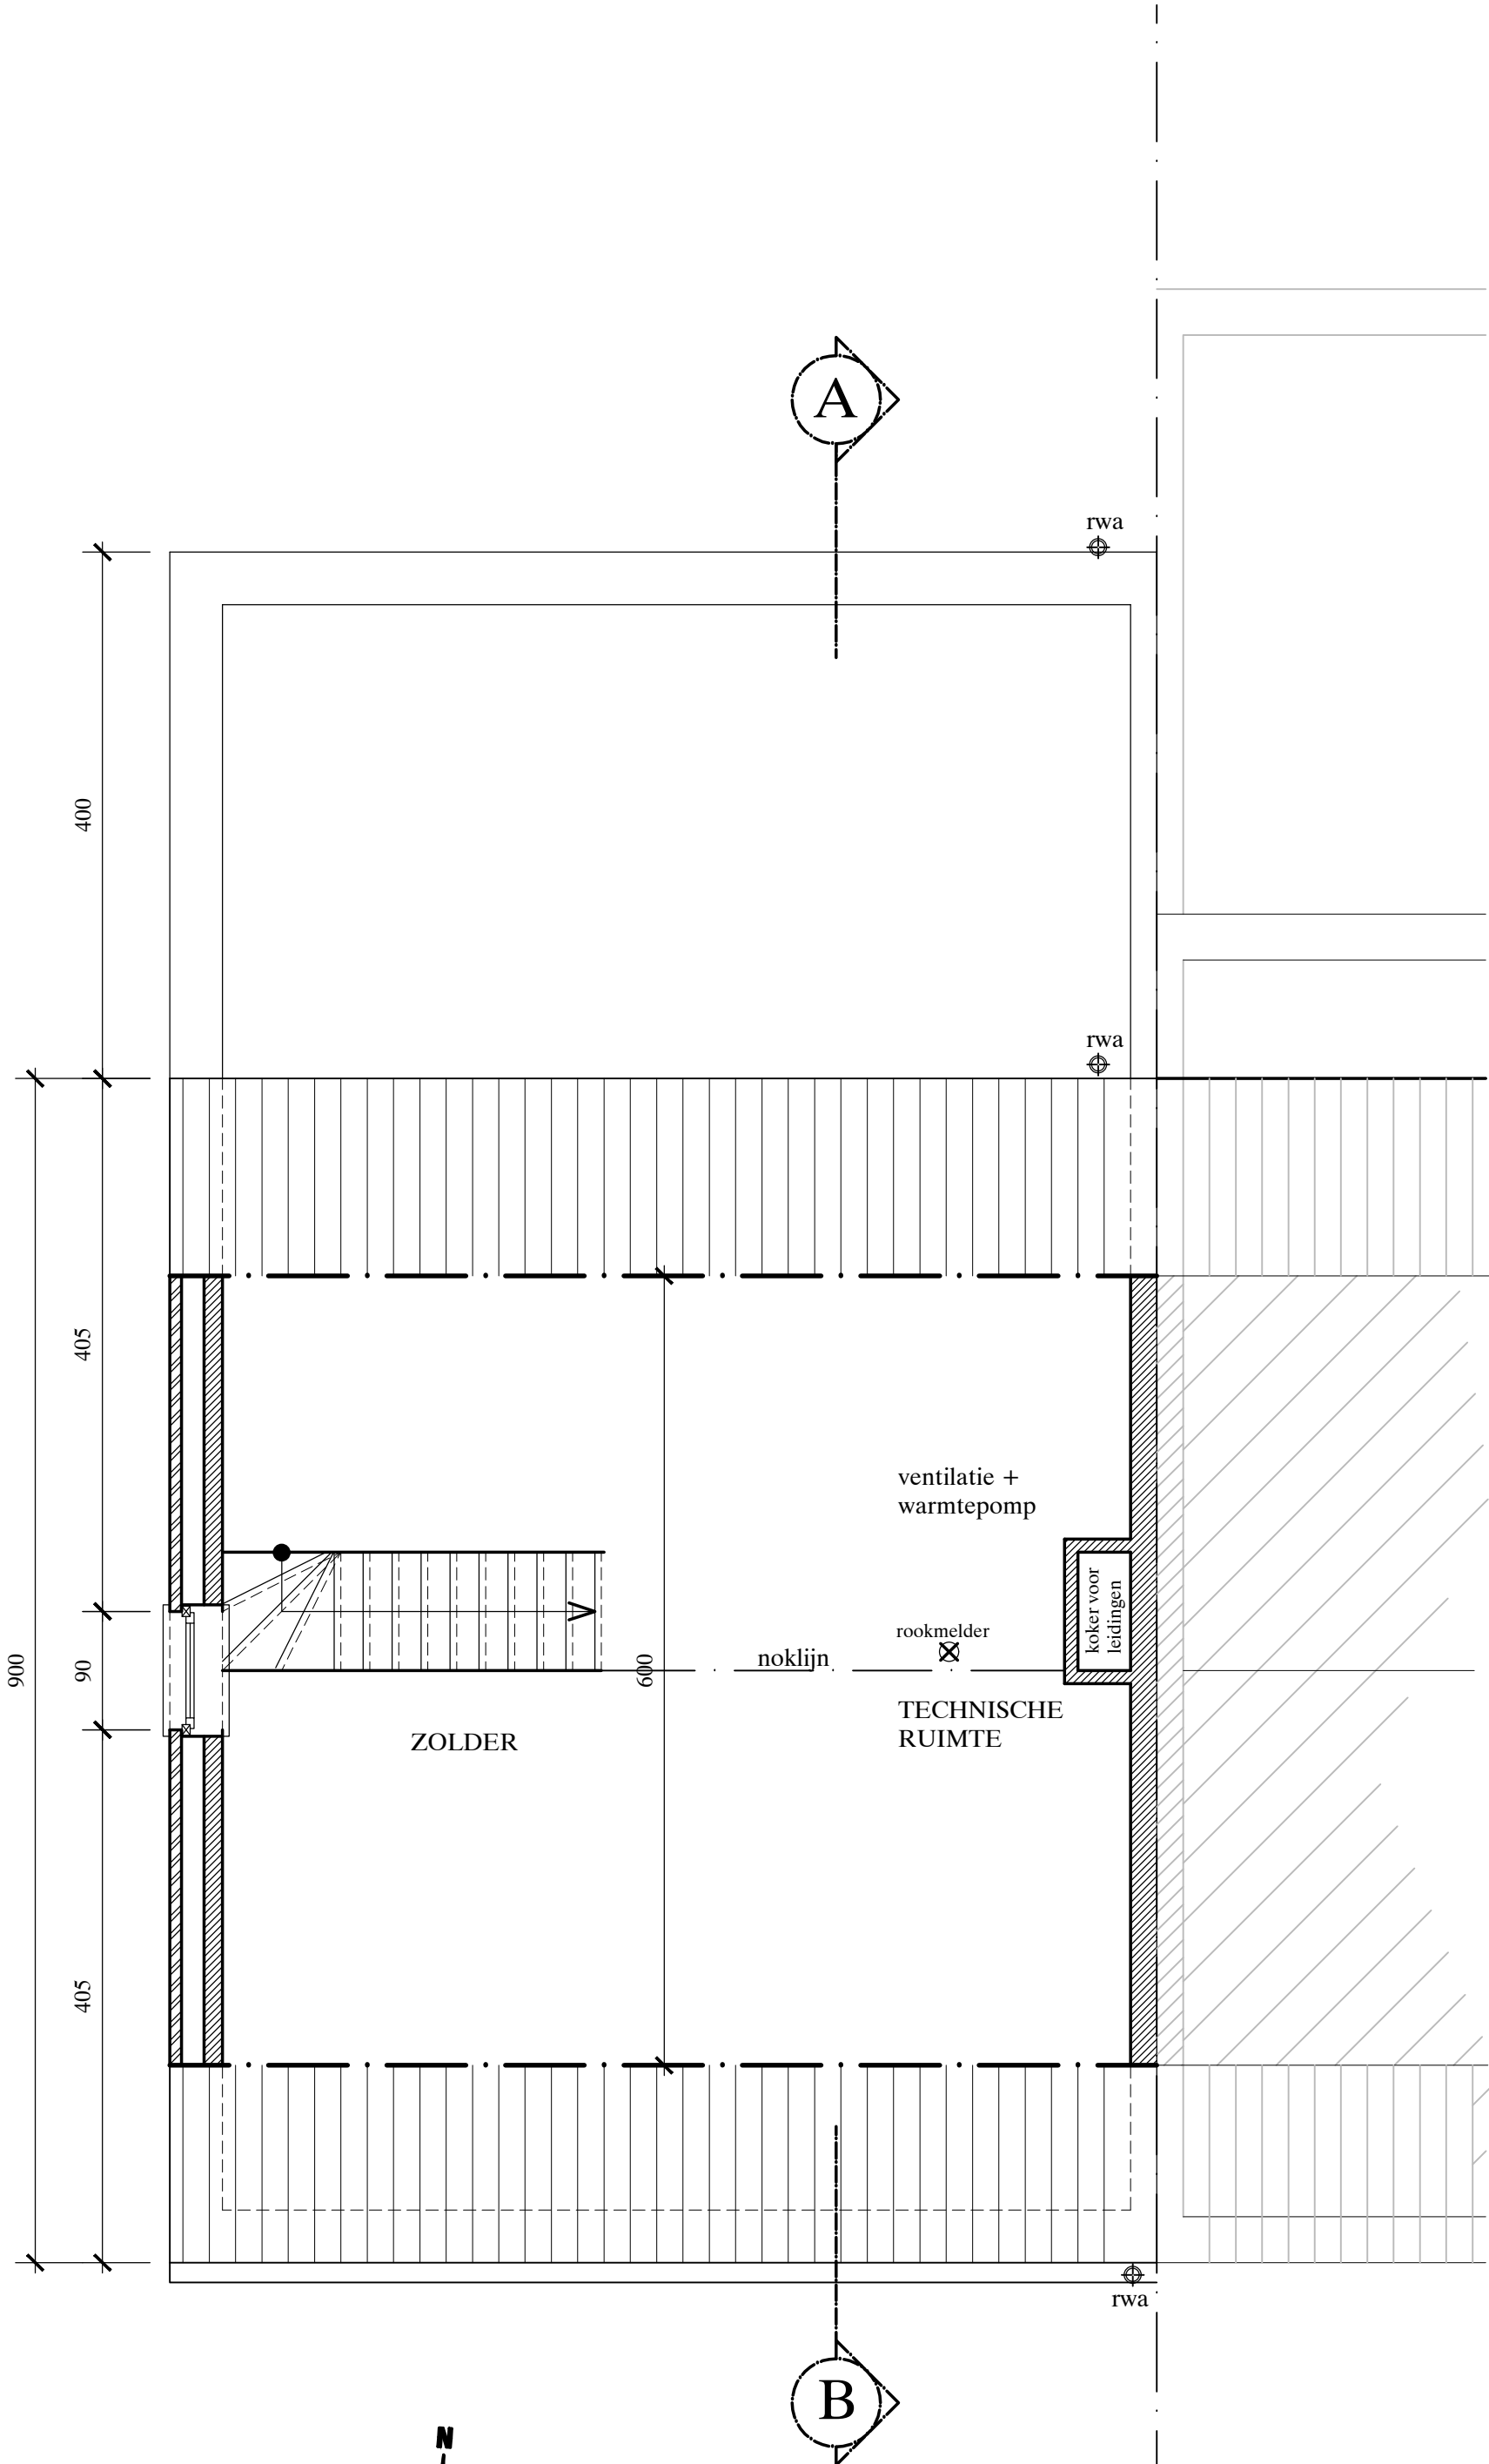 A
rwa
400
rwa
405
ventilatie +
warmtepomp
koker voor
leidingen
rookmelder
noklijn
900
90
600
TECHNISCHE
RUIMTE
ZOLDER
405
rwa
B
N